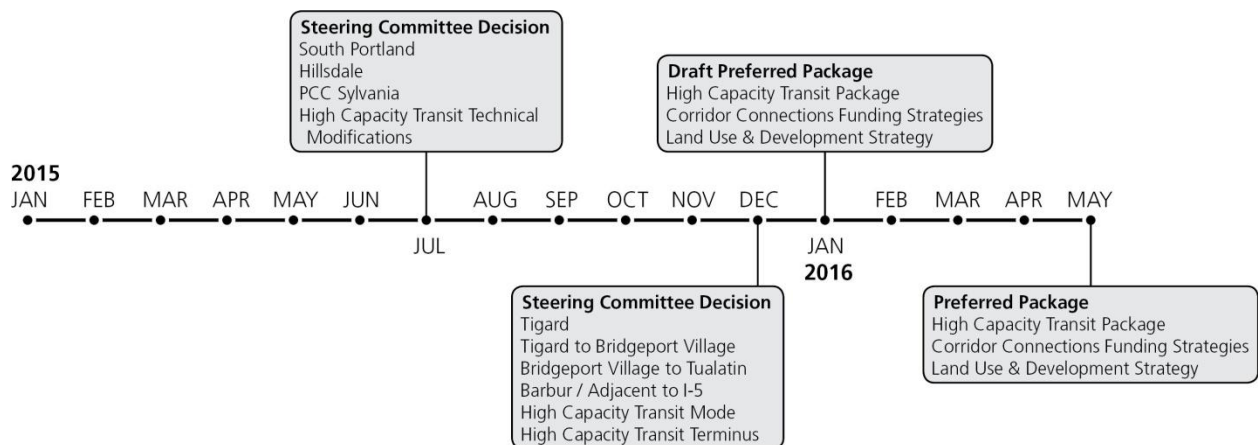 Steering Committee Decision
South Portland
Hillsdale
PCC Sylvania
High Capacity Transit Technical
Modifications
Draft Preferred Package
High Capacity Transit Package
Corridor Connections Funding Strategies
Land Use & Development Strategy
2015
JAN FEB MAR APR MAY JUN AUG SEP OCT NOV DEC FEB MAR APR MAY
JUL JAN
2016
Steering Committee Decision
Tigard
Tigard to Bridgeport Village
Bridgeport Village to Tualatin
Barbur / Adjacent to I-5
High Capacity Transit Mode
High Capacity Transit Terminus
Preferred Package
High Capacity Transit Package
Corridor Connections Funding Strategies
Land Use & Development Strategy